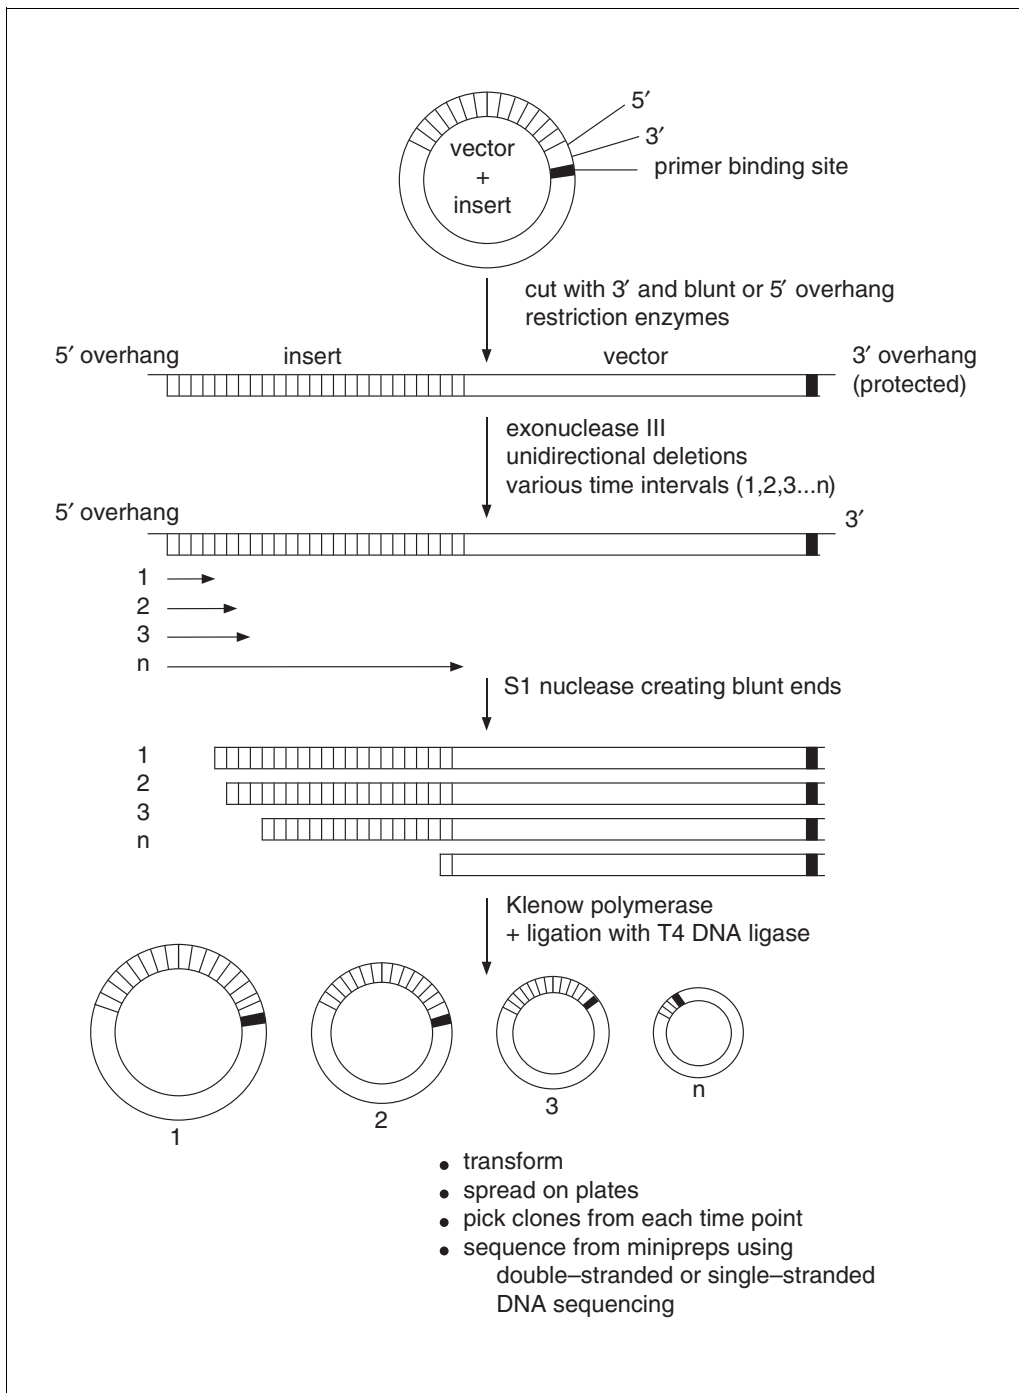 5′
3′
primer binding site
vector
+
insert
cut with 3′ and blunt or 5′ overhang
restriction enzymes
5′ overhang
insert
vector
3′ overhang
(protected)
exonuclease III
unidirectional deletions
various time intervals (1,2,3...n)
5′ overhang
3′
1
2
3
n
S1 nuclease creating blunt ends
1
2
3
n
Klenow polymerase
+ ligation with T4 DNA ligase
1
2
3
n
● transform
● spread on plates
● pick clones from each time point
● sequence from minipreps using
double–stranded or single–stranded
DNA sequencing